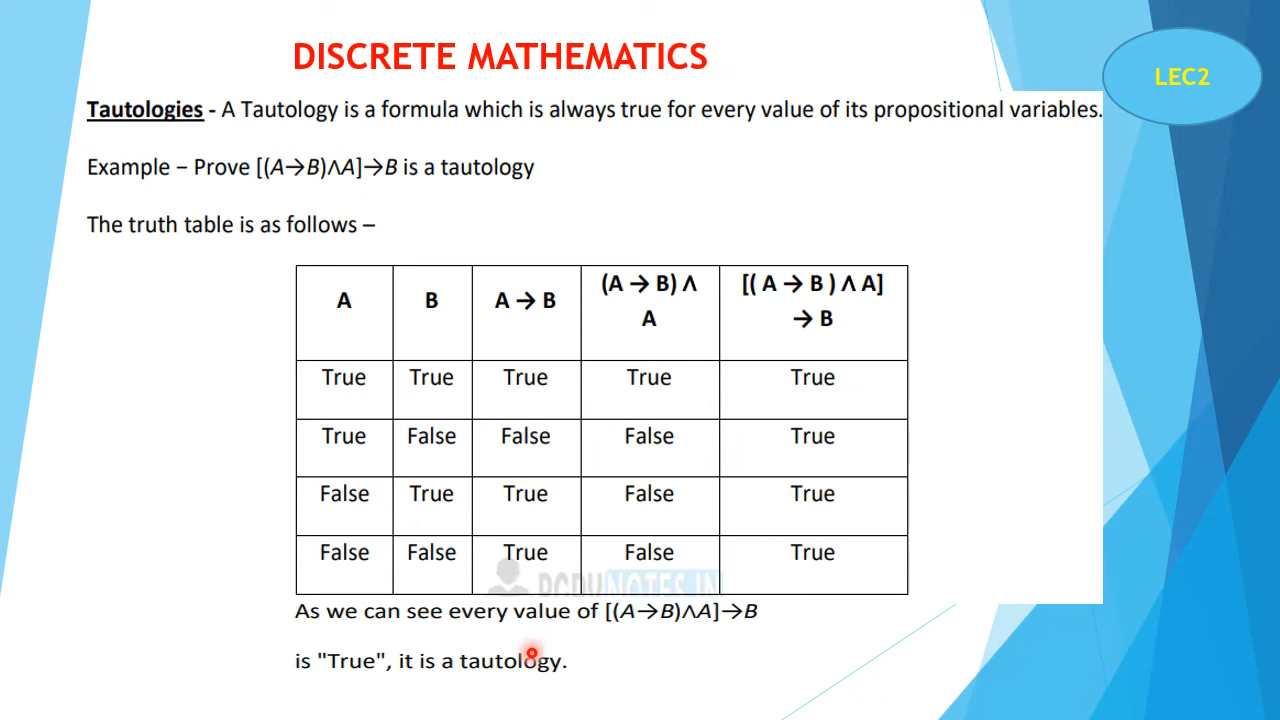 DISCRETE MATHEMATICS
LEC2
Tautologies - A Tautology is a formula which is always true for every value of its propositional variables.
Example − Prove [(A→B)∧A]→B is a tautology
The truth table is as follows –
A B A → B (A → B) ∧ A [( A → B ) ∧ A] → B
True True True True True
True False False False True
False True True False True
False False True False True
BCPUNOTES.IN
As we can see every value of [(A→B)∧A]→B
is "True", it is a tautology.